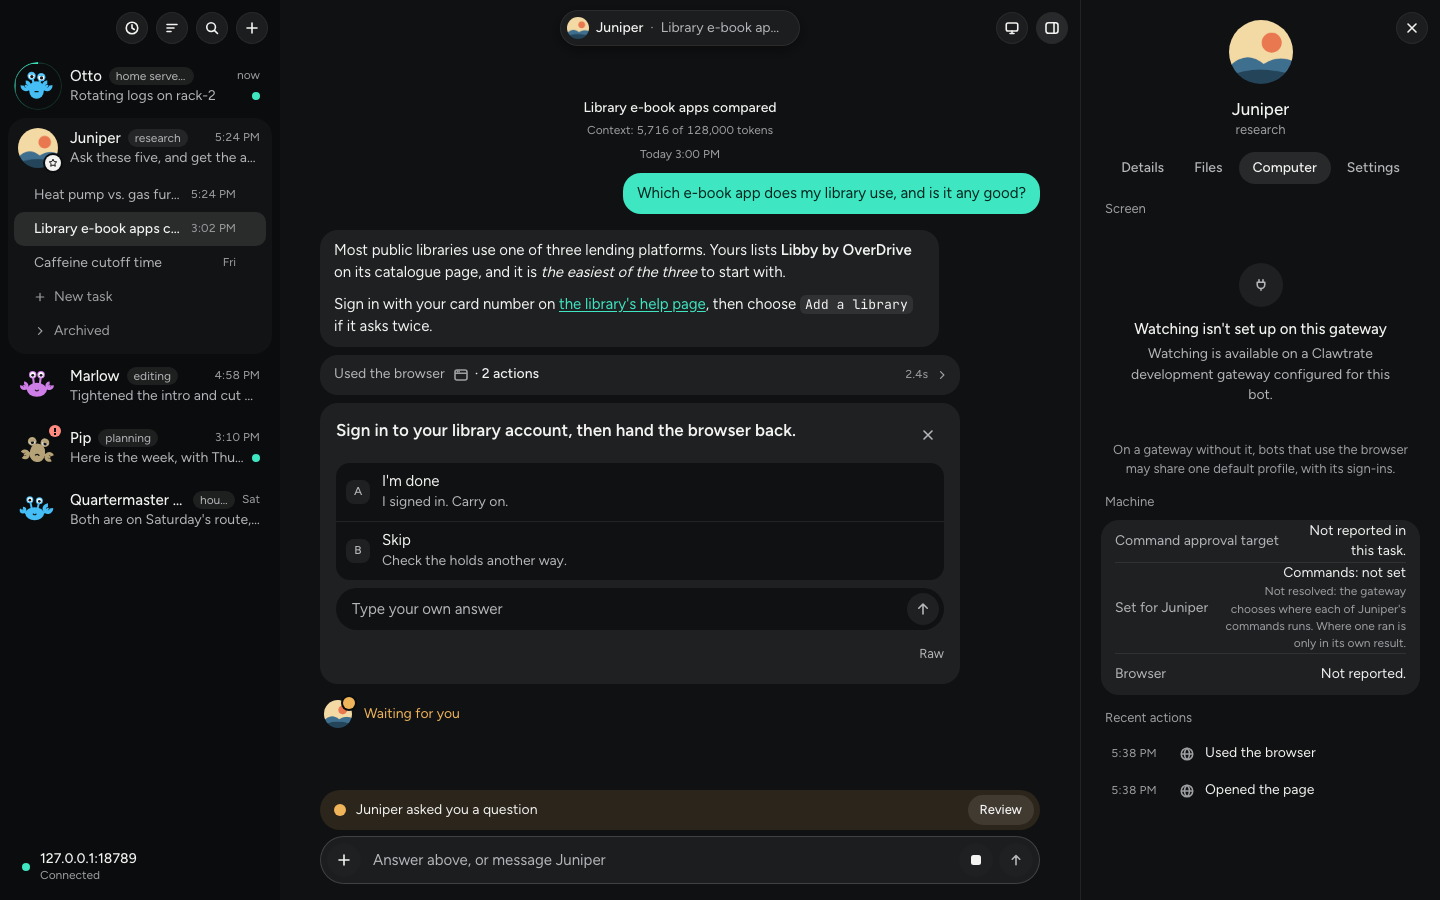 Otto home serve... now
Rotating logs on rack-2
Juniper research 5:24 PM
Ask these five, and get the a...
Heat pump vs. gas fur... 5:24 PM
Library e-book apps c... 3:02 PM
Caffeine cutoff time Fri
New task
Archived
Marlow editing 4:58 PM
Tightened the intro and cut ...
Pip planning 3:10 PM
Here is the week, with Thu...
Quartermaster ... hou... Sat
Both are on Saturday's route,...
127.0.0.1:18789
Connected
Juniper · Library e-book ap...
Library e-book apps compared
Context: 5,716 of 128,000 tokens
Today 3:00 PM
Which e-book app does my library use, and is it any good?
Most public libraries use one of three lending platforms. Yours lists Libby by OverDrive
on its catalogue page, and it is the easiest of the three to start with.
Sign in with your card number on the library's help page, then choose Add a library
if it asks twice.
Used the browser · 2 actions 2.4s
Sign in to your library account, then hand the browser back.
A I'm done
I signed in. Carry on.
B Skip
Check the holds another way.
Type your own answer
Raw
Waiting for you
Juniper asked you a question Review
Answer above, or message Juniper
Juniper
research
Details Files Computer Settings
Screen
Watching isn't set up on this gateway
Watching is available on a Clawtrate
development gateway configured for this
bot.
On a gateway without it, bots that use the browser
may share one default profile, with its sign-ins.
Machine
Command approval target Not reported in
this task.
Set for Juniper Commands: not set
Not resolved: the gateway
chooses where each of Juniper's
commands runs. Where one ran is
only in its own result.
Browser Not reported.
Recent actions
5:38 PM Used the browser
5:38 PM Opened the page